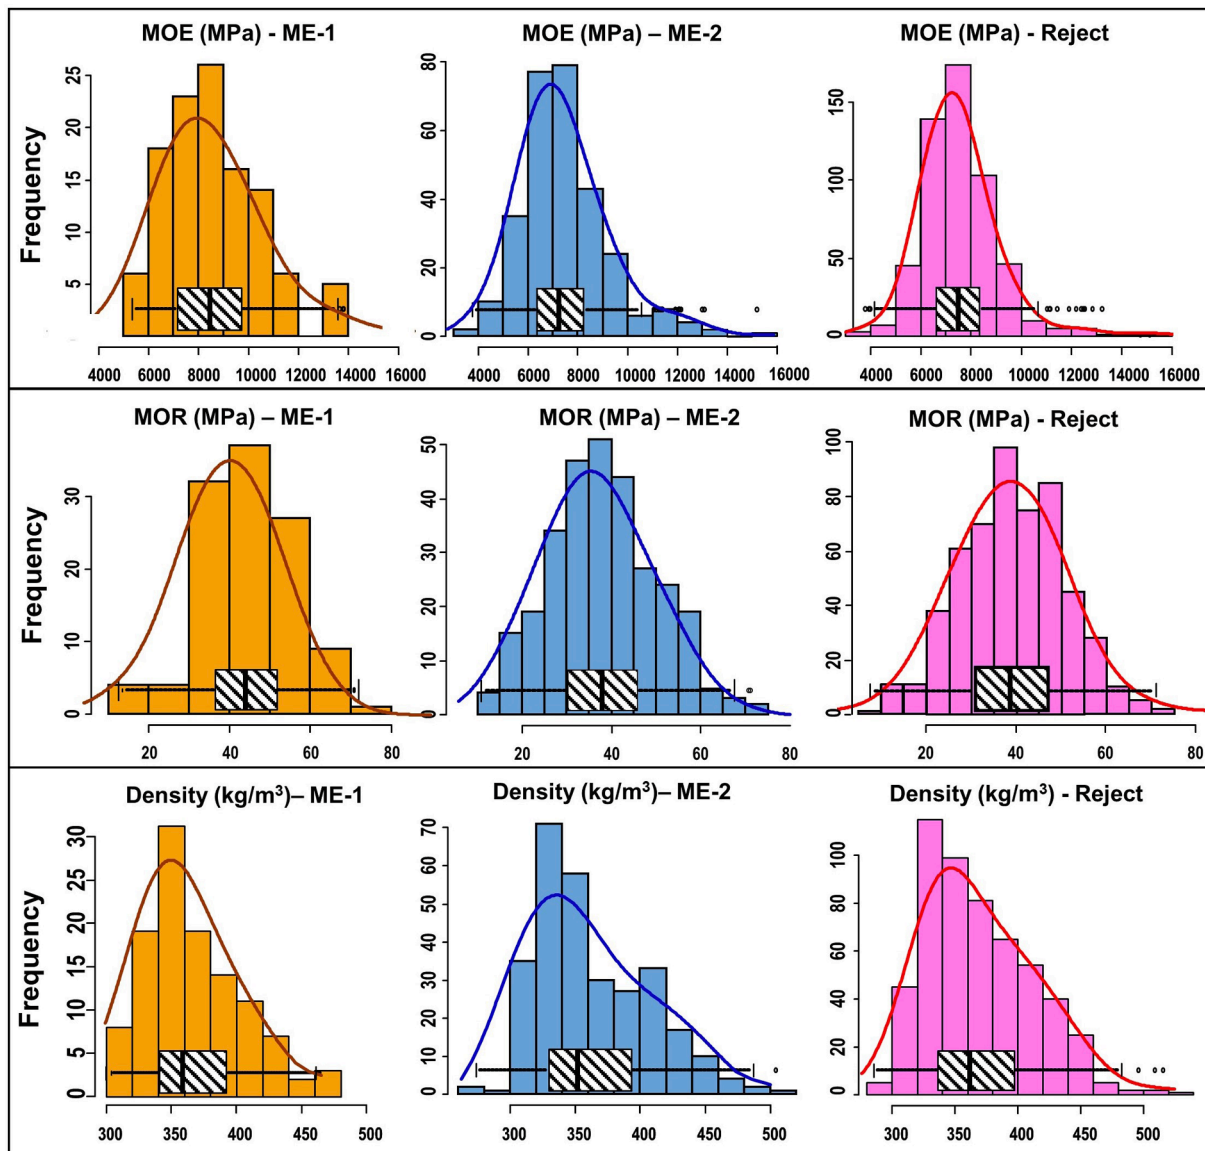 MOE (MPa) - ME-1
MOE (MPa) – ME-2
MOE (MPa) - Reject
Frequency
25
20
15
10
5
4000 6000 8000 10000 12000 14000 16000
80
60
40
20
0
4000 6000 8000 10000 12000 14000 16000
150
100
50
0
4000 6000 8000 10000 12000 14000 16000
MOR (MPa) – ME-1
MOR (MPa) – ME-2
MOR (MPa) - Reject
Frequency
30
20
10
0
20 40 60 80
50
40
30
20
10
0
20 40 60 80
100
80
60
40
20
0
20 40 60 80
Density (kg/m³)– ME-1
Density (kg/m³)– ME-2
Density (kg/m³) - Reject
Frequency
30
25
20
15
10
5
0
300 350 400 450 500
70
60
50
40
30
20
10
0
300 350 400 450 500
100
80
60
40
20
0
300 350 400 450 500